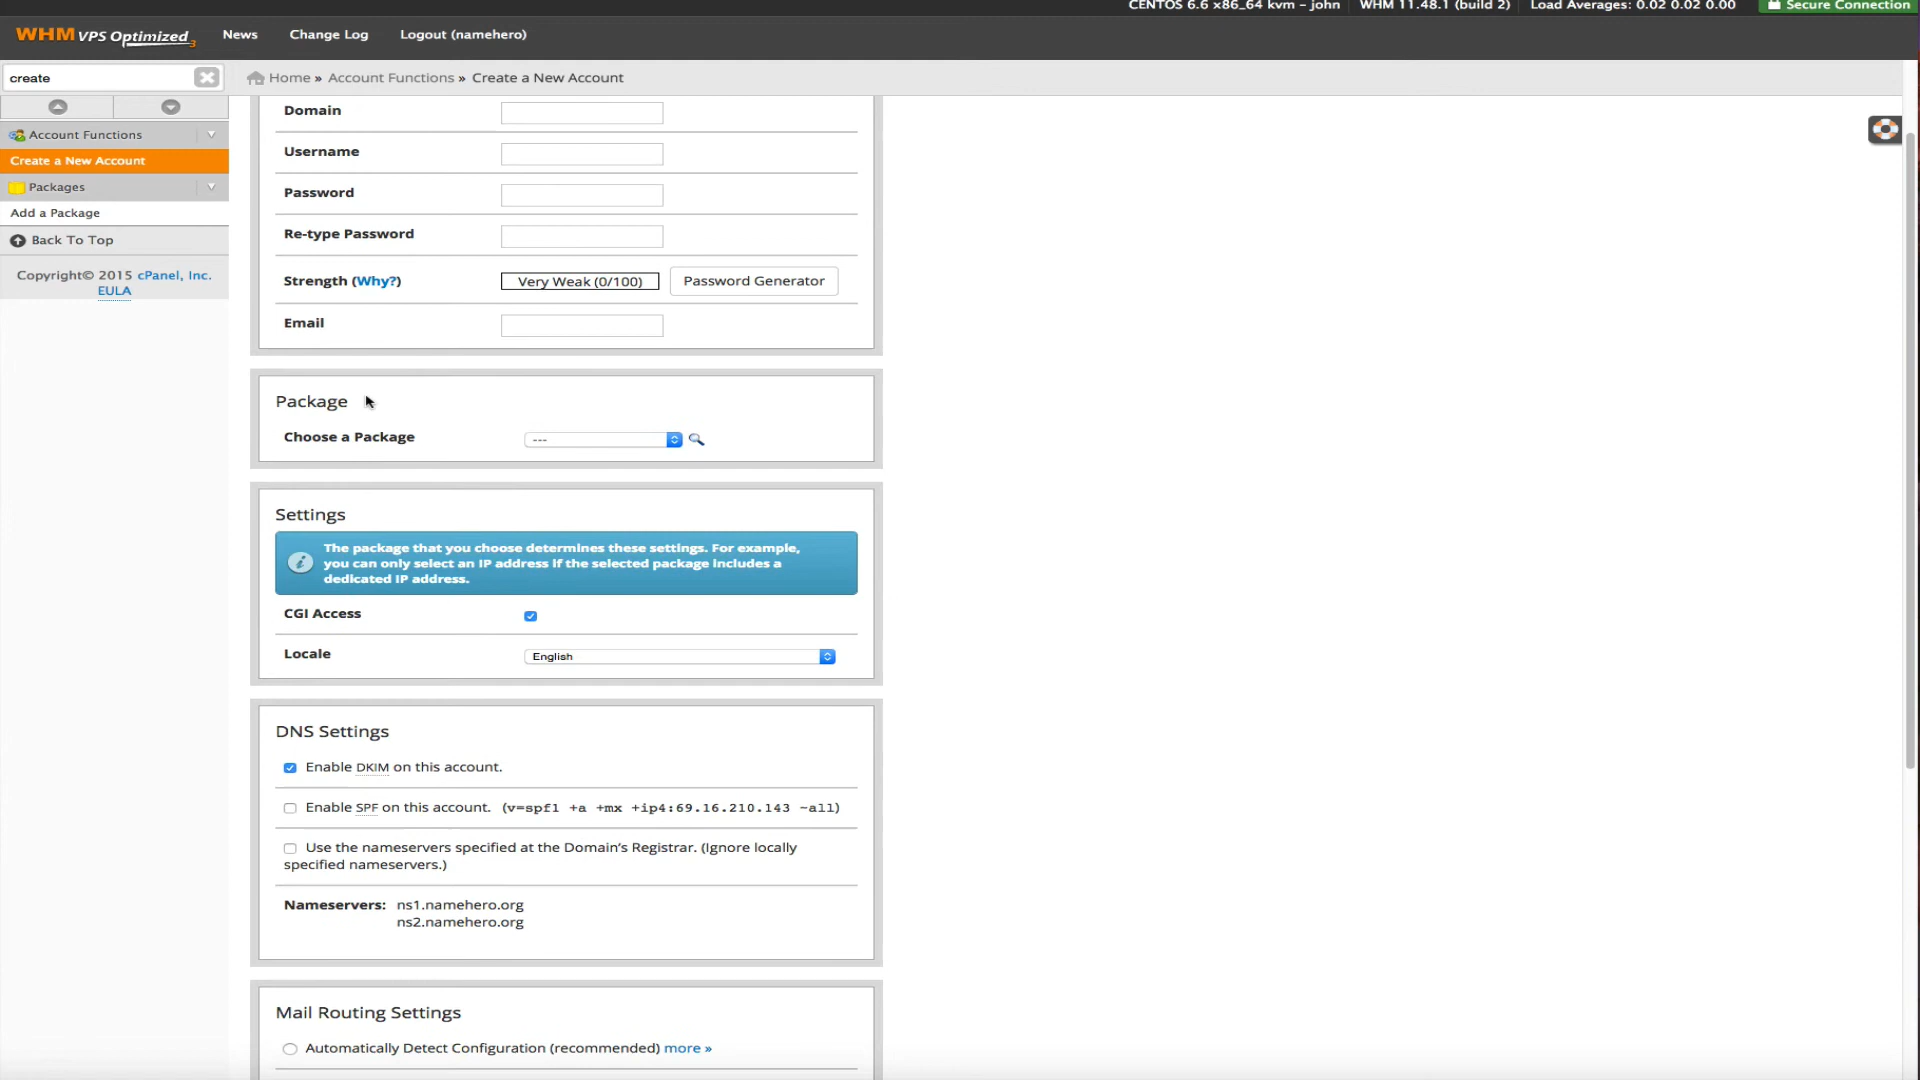 CENTOS 6.6 x86_64 kvm – john WHM 11.48.1 (build 2) Load Averages: 0.02 0.02 0.00 Secure Connection
WHM VPS Optimized 3 News Change Log Logout (namehero)
create
Home » Account Functions » Create a New Account
Account Functions
Create a New Account
Packages
Add a Package
Back To Top
Copyright© 2015 cPanel, Inc.
EULA
Domain
Username
Password
Re-type Password
Strength (Why?) Very Weak (0/100) Password Generator
Email
Package
Choose a Package ---
Settings
The package that you choose determines these settings. For example,
you can only select an IP address if the selected package includes a
dedicated IP address.
CGI Access
Locale English
DNS Settings
Enable DKIM on this account.
Enable SPF on this account. (v=spf1 +a +mx +ip4:69.16.210.143 ~all)
Use the nameservers specified at the Domain's Registrar. (Ignore locally
specified nameservers.)
Nameservers: ns1.namehero.org
ns2.namehero.org
Mail Routing Settings
Automatically Detect Configuration (recommended) more »